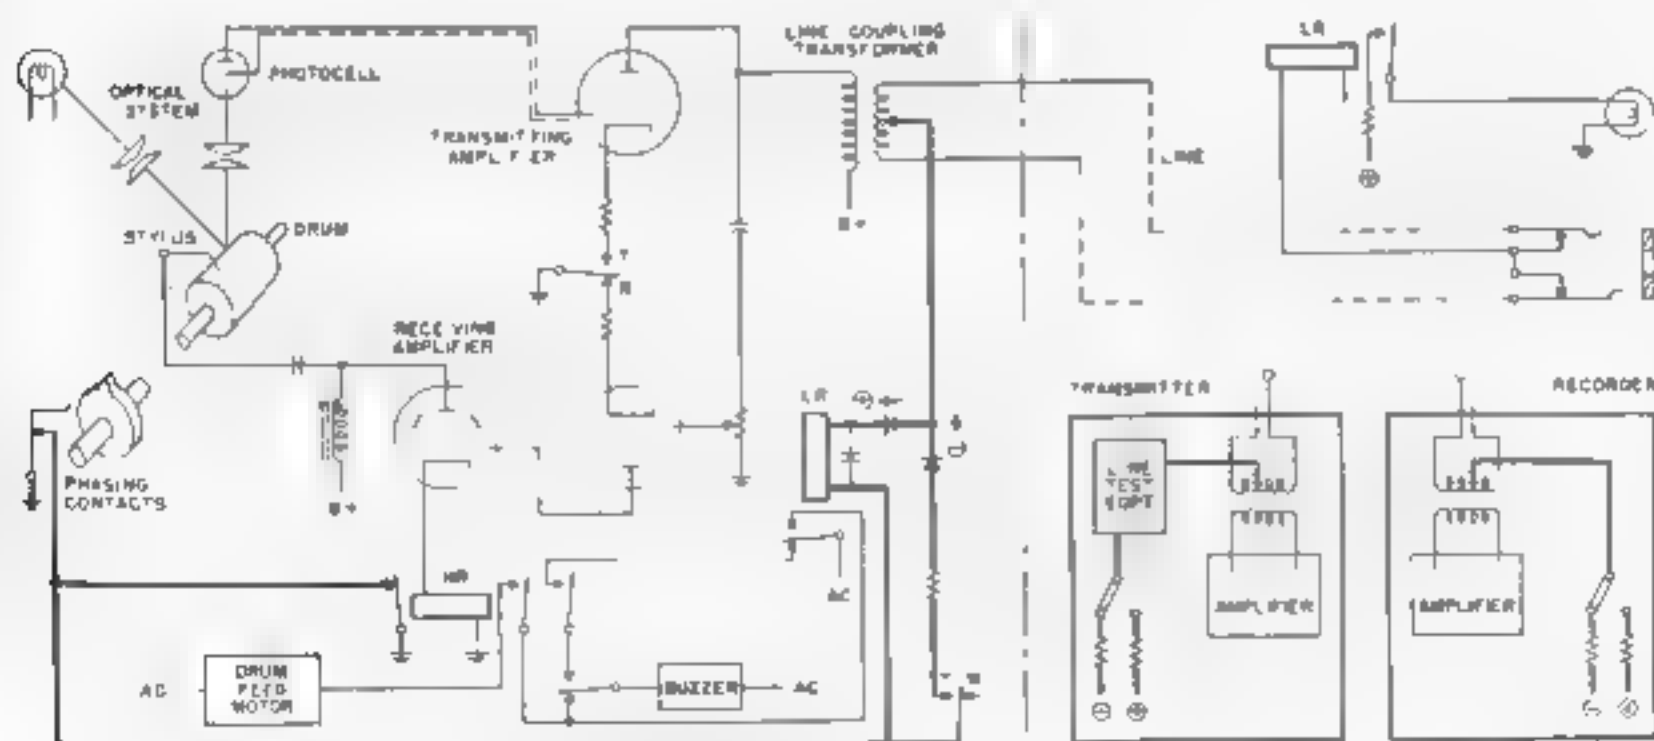 LINE COUPLING
TRANSFORMER
LR
PHOTOCELL
OPTICAL
SYSTEM
TRANSMITTING
AMPLIFIER
LINE
B+
STYLUS
DRUM
T
R
RECEIVING
AMPLIFIER
TRANSMITTER
RECORDER
LR
PHASING
CONTACTS
B+
LINE
TEST
EQPT
AC
AMPLIFIER
AMPLIFIER
AC
DRUM
FEED
MOTOR
BUZZER
AC